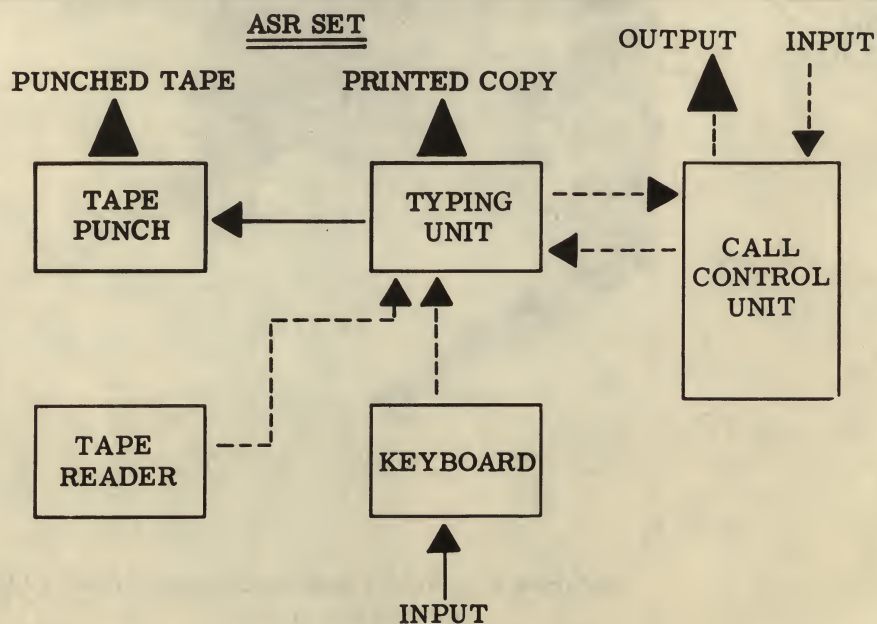 ASR SET
OUTPUT INPUT
PUNCHED TAPE PRINTED COPY
TAPE
PUNCH
TYPING
UNIT
CALL
CONTROL
UNIT
TAPE
READER
KEYBOARD
INPUT